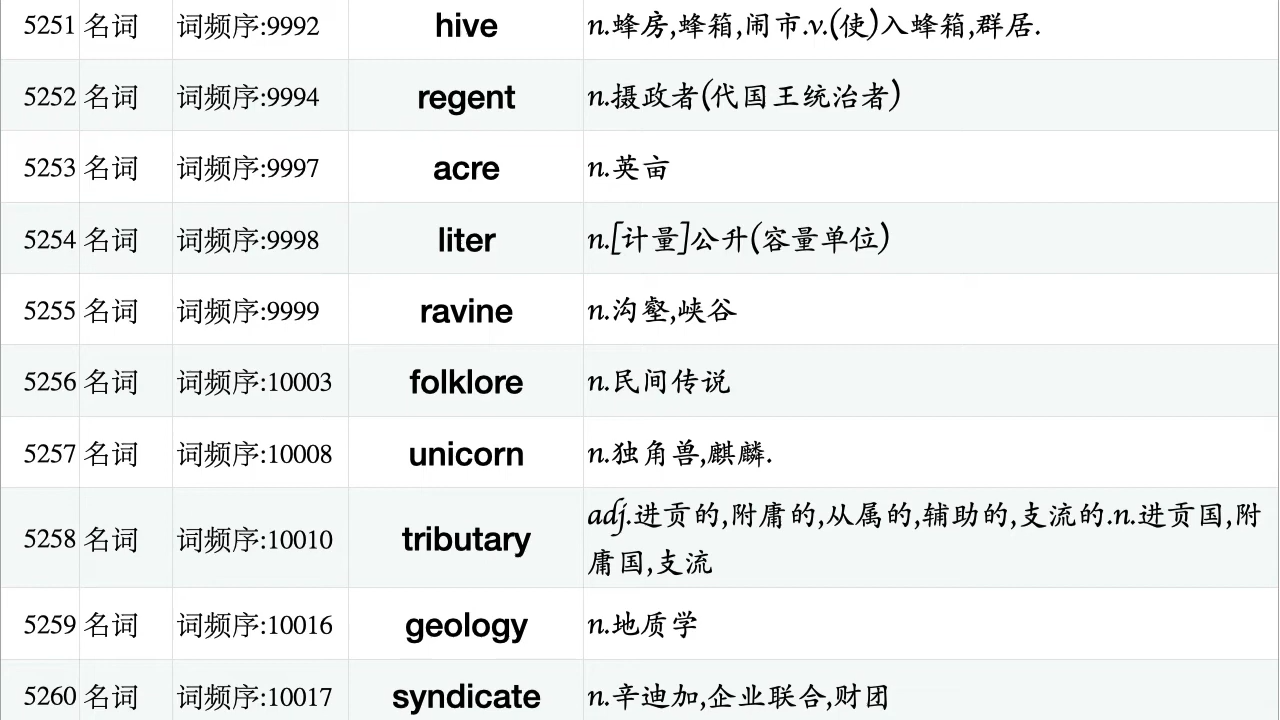 5251 名词 词频序:9992 hive n.蜂房,蜂箱,闹市.v.(使)入蜂箱,群居.
5252 名词 词频序:9994 regent n.摄政者(代国王统治者)
5253 名词 词频序:9997 acre n.英亩
5254 名词 词频序:9998 liter n.[计量]公升(容量单位)
5255 名词 词频序:9999 ravine n.沟壑,峡谷
5256 名词 词频序:10003 folklore n.民间传说
5257 名词 词频序:10008 unicorn n.独角兽,麒麟.
5258 名词 词频序:10010 tributary adj.进贡的,附庸的,从属的,辅助的,支流的.n.进贡国,附
庸国,支流
5259 名词 词频序:10016 geology n.地质学
5260 名词 词频序:10017 syndicate n.辛迪加,企业联合,财团